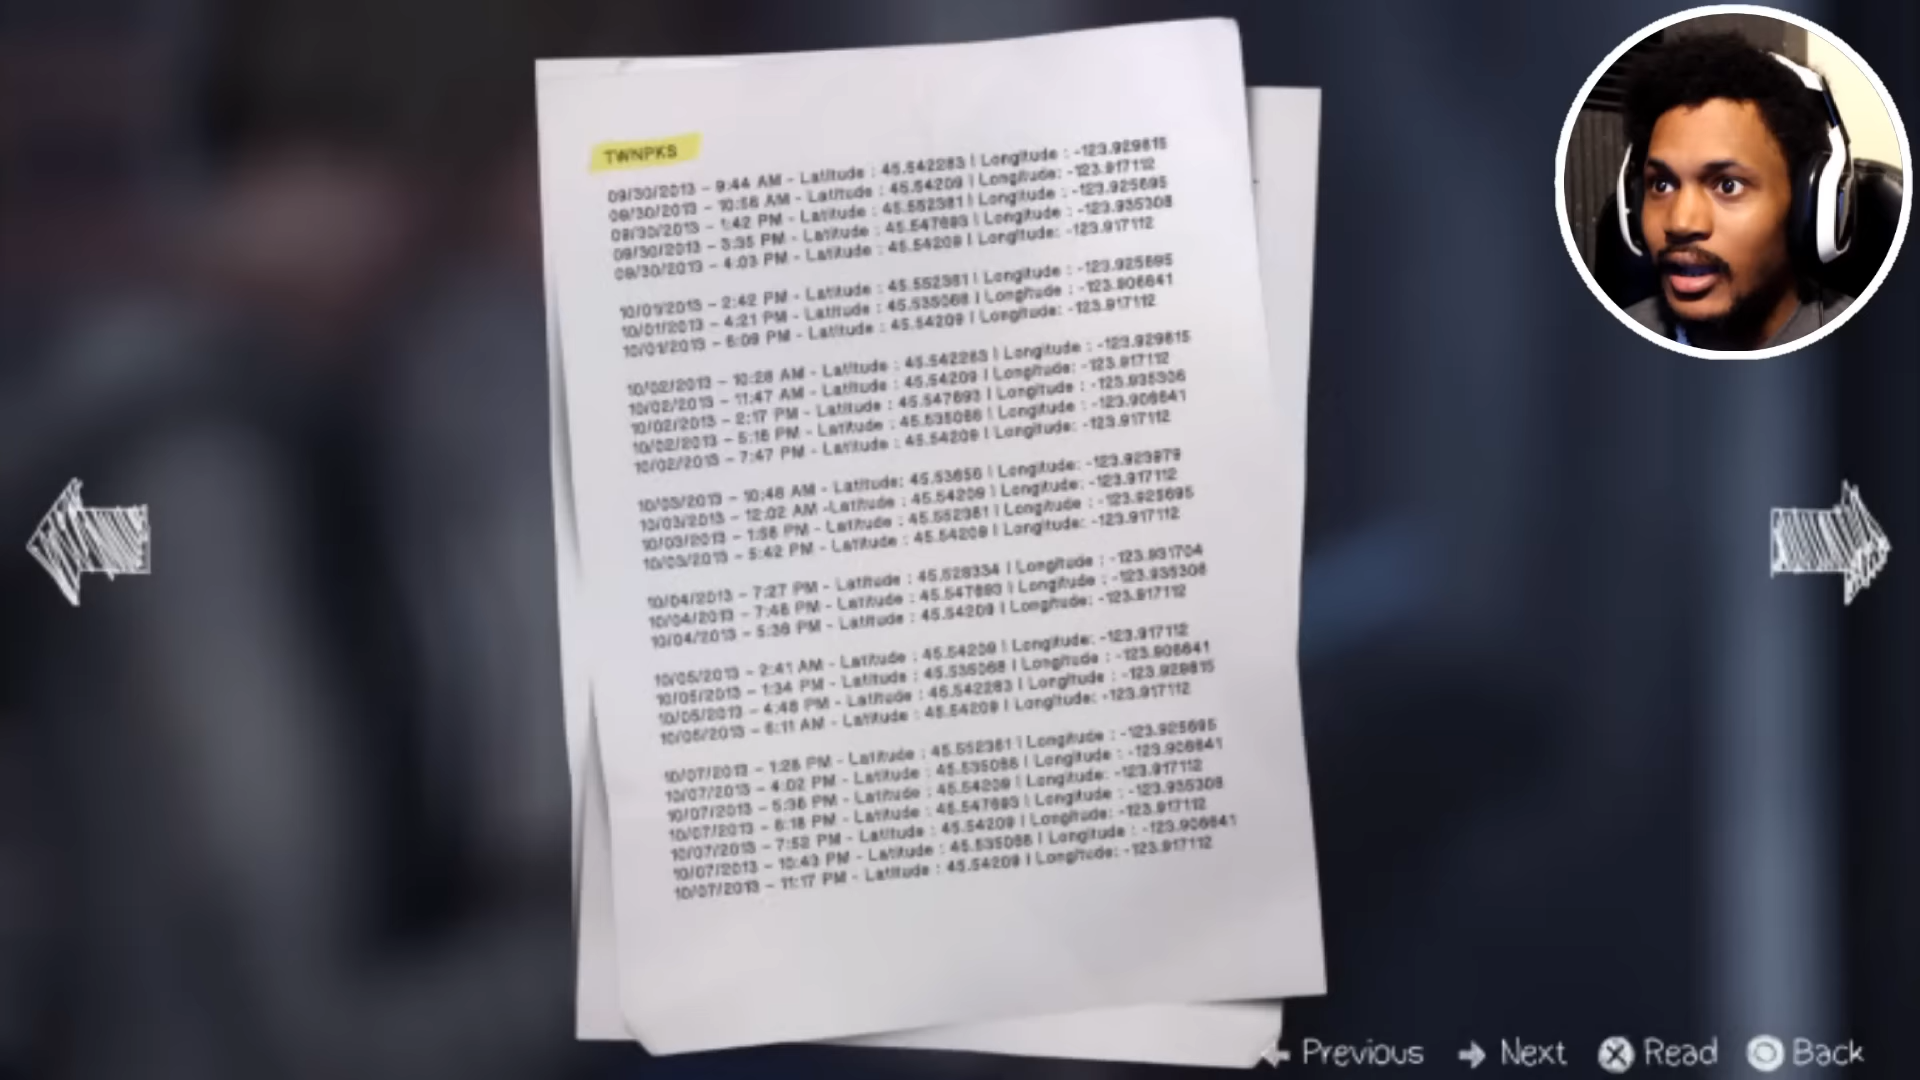 TWNPKS
09/30/2013 - 9:44 AM - Latitude : 45.542283 | Longitude : -123.929815
09/30/2013 - 10:56 AM - Latitude : 45.54209 | Longitude: -123.917112
09/30/2013 - 1:42 PM - Latitude : 45.552381 | Longitude : -123.925695
09/30/2013 - 3:35 PM - Latitude : 45.547693 | Longitude : -123.935308
09/30/2013 - 4:03 PM - Latitude : 45.54209 | Longitude: -123.917112
10/01/2013 - 2:42 PM - Latitude : 45.552381 | Longitude : -123.925695
10/01/2013 - 4:21 PM - Latitude : 45.535068 | Longitude : -123.906641
10/01/2013 - 6:09 PM - Latitude : 45.54209 | Longitude: -123.917112
10/02/2013 - 10:28 AM - Latitude : 45.542283 | Longitude : -123.929815
10/02/2013 - 11:47 AM - Latitude : 45.54209 | Longitude: -123.917112
10/02/2013 - 2:17 PM - Latitude : 45.547693 | Longitude : -123.935308
10/02/2013 - 5:16 PM - Latitude : 45.535068 | Longitude : -123.906641
10/02/2013 - 7:47 PM - Latitude : 45.54209 | Longitude: -123.917112
10/03/2013 - 10:46 AM - Latitude: 45.53656 | Longitude: -123.923979
10/03/2013 - 12:02 AM -Latitude : 45.54209 | Longitude: -123.917112
10/03/2013 - 1:58 PM - Latitude : 45.552381 | Longitude : -123.925695
10/03/2013 - 5:42 PM - Latitude : 45.54209 | Longitude: -123.917112
10/04/2013 - 7:27 PM - Latitude : 45.528334 | Longitude : -123.931704
10/04/2013 - 7:46 PM - Latitude : 45.547693 | Longitude : -123.935308
10/04/2013 - 5:38 PM - Latitude : 45.54209 | Longitude: -123.917112
10/05/2013 - 2:41 AM - Latitude : 45.54209 | Longitude: -123.917112
10/05/2013 - 1:34 PM - Latitude : 45.535068 | Longitude : -123.906641
10/05/2013 - 4:48 PM - Latitude : 45.542283 | Longitude : -123.929815
10/06/2013 - 6:11 AM - Latitude : 45.54209 | Longitude: -123.917112
10/07/2013 - 1:28 PM - Latitude : 45.552381 | Longitude : -123.925695
10/07/2013 - 4:02 PM - Latitude : 45.535068 | Longitude : -123.906641
10/07/2013 - 5:36 PM - Latitude : 45.54209 | Longitude: -123.917112
10/07/2013 - 6:18 PM - Latitude : 45.547693 | Longitude : -123.935308
10/07/2013 - 7:52 PM - Latitude : 45.54209 | Longitude: -123.917112
10/07/2013 - 10:43 PM - Latitude : 45.535068 | Longitude : -123.906641
10/07/2013 - 11:17 PM - Latitude : 45.54209 | Longitude: -123.917112
Previous Next Read Back